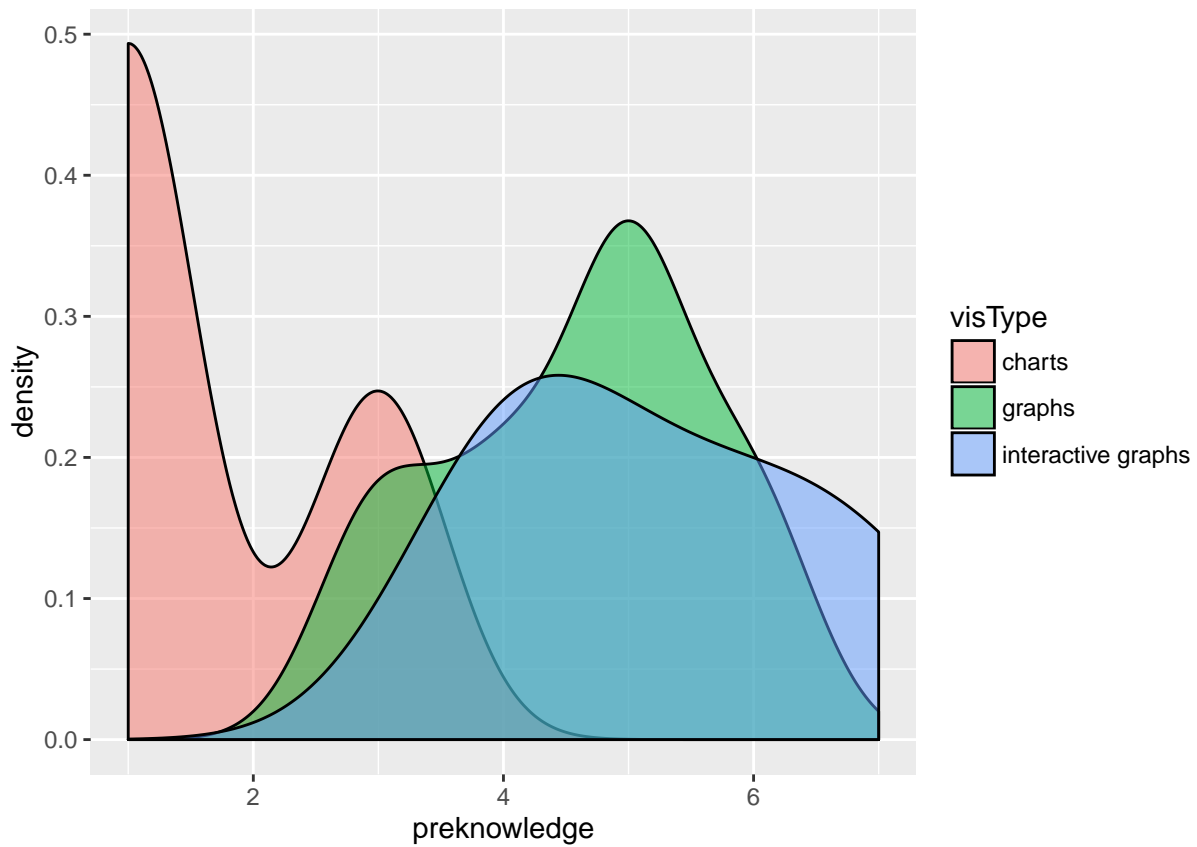 0.5
0.4
0.3
0.2
0.1
0.0
density
2 4 6
preknowledge
visType
charts
graphs
interactive graphs